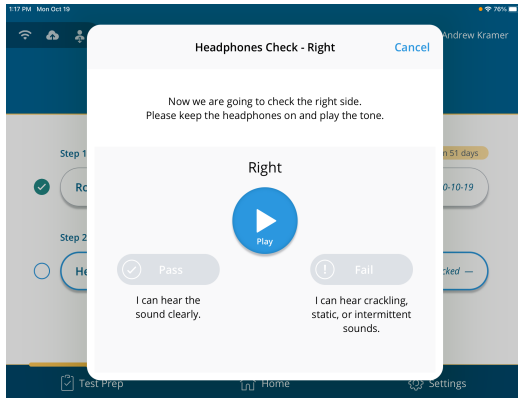 1:17 PM Mon Oct 19
76%
Andrew Kramer
Headphones Check - Right
Cancel
Now we are going to check the right side.
Please keep the headphones on and play the tone.
Step 1
n 51 days
Right
Ro
0-10-19
Play
Step 2
Pass
Fail
He
cked —
I can hear the
sound clearly.
I can hear crackling,
static, or intermittent
sounds.
Test Prep
Home
Settings